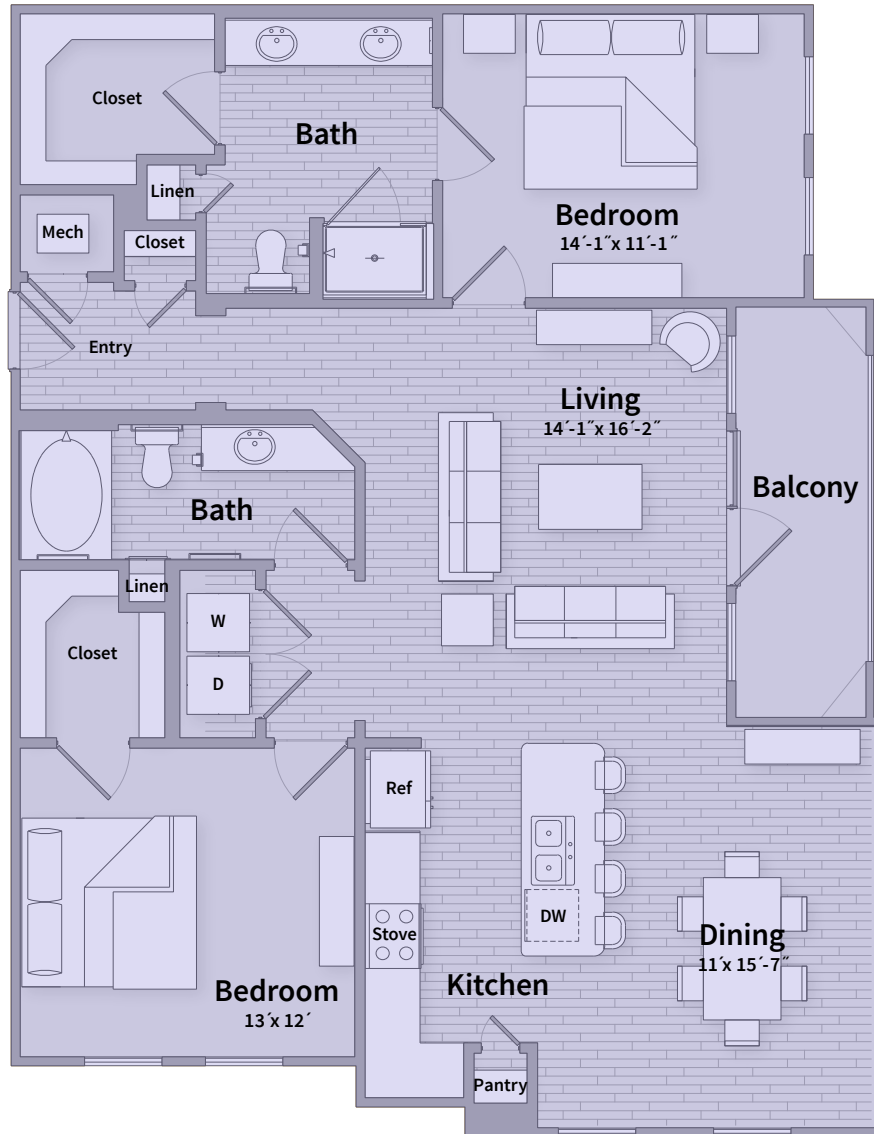 Closet
Bath
Linen
Mech
Closet
Bedroom
14´-1˝x 11´-1˝
Entry
Living
14´-1˝x 16´-2˝
Balcony
Bath
Linen
W
Closet
D
Ref
DW
Stove
Dining
11´x 15´-7˝
Kitchen
Bedroom
13´x 12´
Pantry